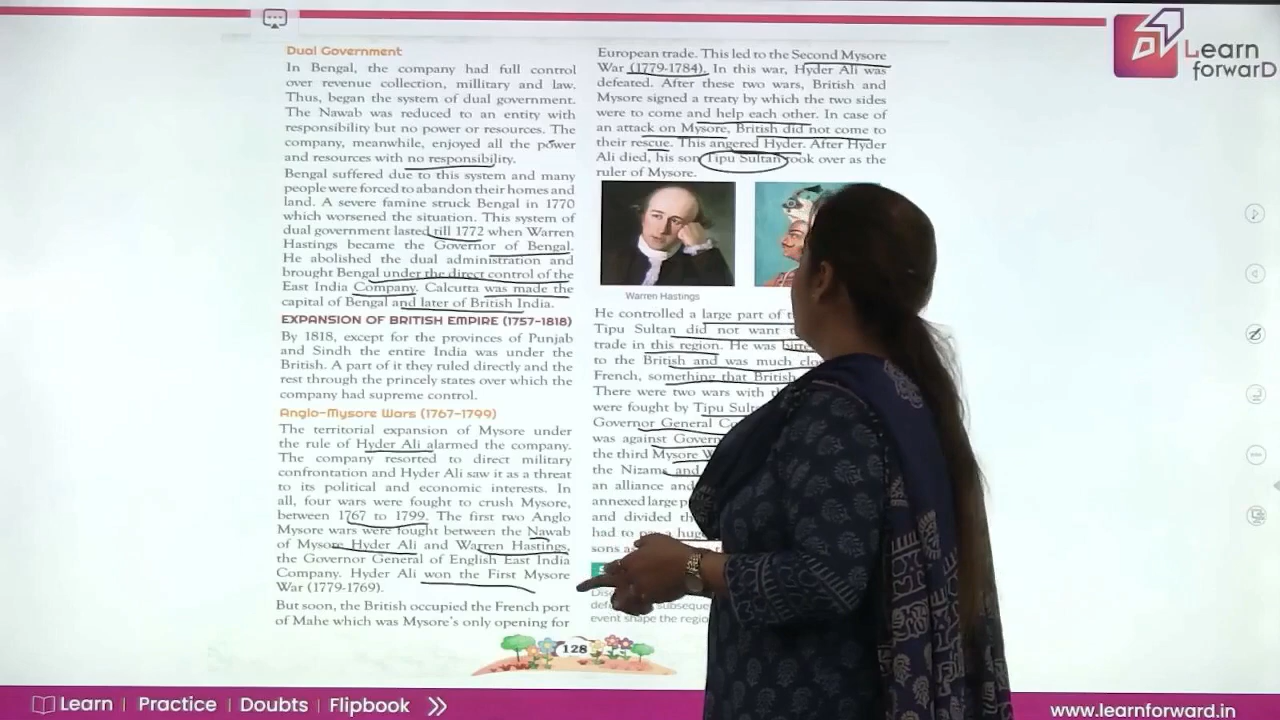 Learn
forwarD
Dual Government
In Bengal, the company had full control
over revenue collection, millitary and law.
Thus, began the system of dual government.
The Nawab was reduced to an entity with
responsibility but no power or resources. The
company, meanwhile, enjoyed all the power
and resources with no responsibility.
Bengal suffered due to this system and many
people were forced to abandon their homes and
land. A severe famine struck Bengal in 1770
which worsened the situation. This system of
dual government lasted till 1772 when Warren
Hastings became the Governor of Bengal.
He abolished the dual administration and
brought Bengal under the direct control of the
East India Company. Calcutta was made the
capital of Bengal and later of British India.
EXPANSION OF BRITISH EMPIRE (1757-1818)
By 1818, except for the provinces of Punjab
and Sindh the entire India was under the
British. A part of it they ruled directly and the
rest through the princely states over which the
company had supreme control.
Anglo-Mysore Wars (1767-1799)
The territorial expansion of Mysore under
the rule of Hyder Ali alarmed the company.
The company resorted to direct military
confrontation and Hyder Ali saw it as a threat
to its political and economic interests. In
all, four wars were fought to crush Mysore,
between 1767 to 1799. The first two Anglo
Mysore wars were fought between the Nawab
of Mysore Hyder Ali and Warren Hastings,
the Governor General of English East India
Company. Hyder Ali won the First Mysore
War (1779-1769).
But soon, the British occupied the French port
of Mahe which was Mysore's only opening for
European trade. This led to the Second Mysore
War (1779-1784). In this war, Hyder Ali was
defeated. After these two wars, British and
Mysore signed a treaty by which the two sides
were to come and help each other. In case of
an attack on Mysore, British did not come to
their rescue. This angered Hyder. After Hyder
Ali died, his son Tipu Sultan took over as the
ruler of Mysore.
Warren Hastings
He controlled a large part of
Tipu Sultan did not want
trade in this region. He was
to the British and was much
French, something that British
There were two wars with
were fought by Tipu
Governor General
was against
the third Mysore
the Nizams and
an alliance and
annexed large
and divided
had to pay a huge
sons
subseque
event shape the regio
128
Learn Practice Doubts Flipbook
www.learnforward.in